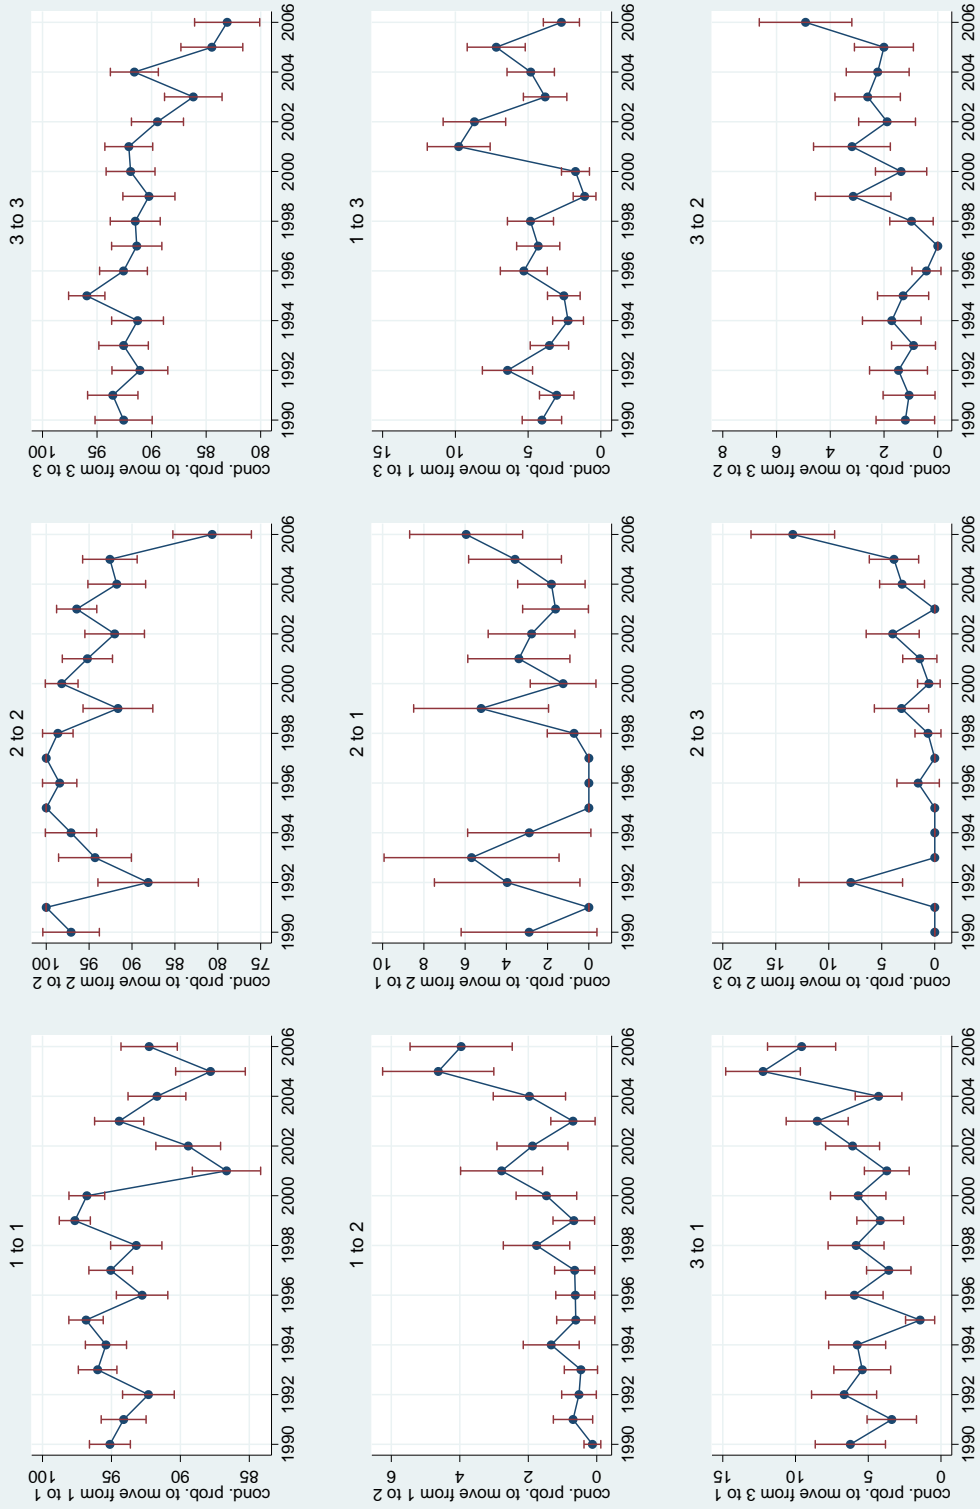 1 to 1
cond. prob. to move from 1 to 1
100
95
90
85
1990 1992 1994 1996 1998 2000 2002 2004 2006
2 to 2
cond. prob. to move from 2 to 2
100
95
90
85
80
75
1990 1992 1994 1996 1998 2000 2002 2004 2006
3 to 3
cond. prob. to move from 3 to 3
100
95
90
85
80
1990 1992 1994 1996 1998 2000 2002 2004 2006
1 to 2
cond. prob. to move from 1 to 2
6
4
2
0
1990 1992 1994 1996 1998 2000 2002 2004 2006
2 to 1
cond. prob. to move from 2 to 1
10
8
6
4
2
0
1990 1992 1994 1996 1998 2000 2002 2004 2006
1 to 3
cond. prob. to move from 1 to 3
15
10
5
0
1990 1992 1994 1996 1998 2000 2002 2004 2006
3 to 1
cond. prob. to move from 3 to 1
15
10
5
0
1990 1992 1994 1996 1998 2000 2002 2004 2006
2 to 3
cond. prob. to move from 2 to 3
20
15
10
5
0
1990 1992 1994 1996 1998 2000 2002 2004 2006
3 to 2
cond. prob. to move from 3 to 2
8
6
4
2
0
1990 1992 1994 1996 1998 2000 2002 2004 2006